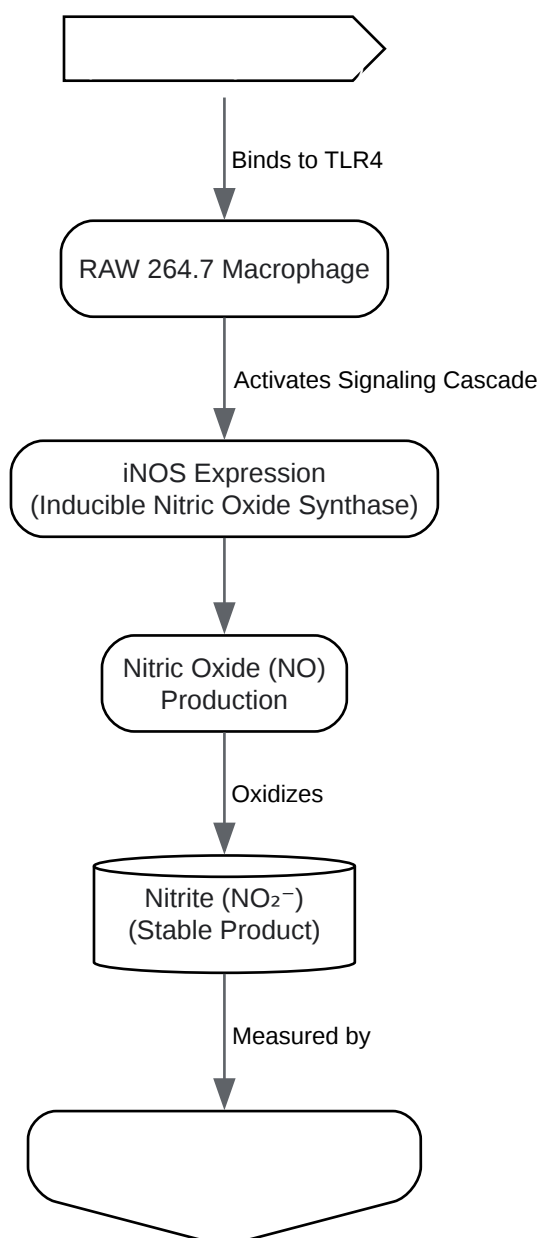 Binds to TLR4
RAW 264.7 Macrophage
Activates Signaling Cascade
iNOS Expression
(Inducible Nitric Oxide Synthase)
Nitric Oxide (NO)
Production
Oxidizes
Nitrite (NO₂⁻)
(Stable Product)
Measured by